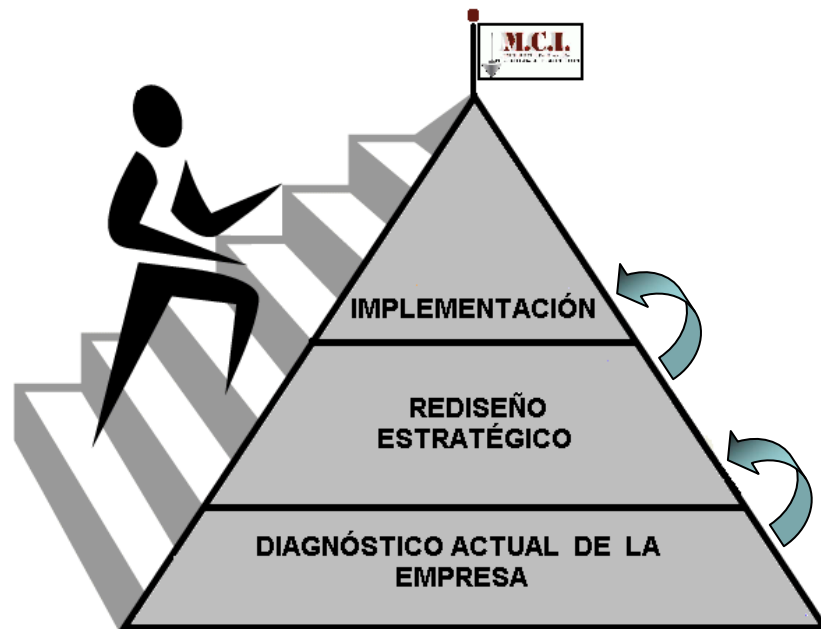 M.C.I.
IMPLEMENTACIÓN
REDISEÑO
ESTRATÉGICO
DIAGNÓSTICO ACTUAL DE LA
EMPRESA